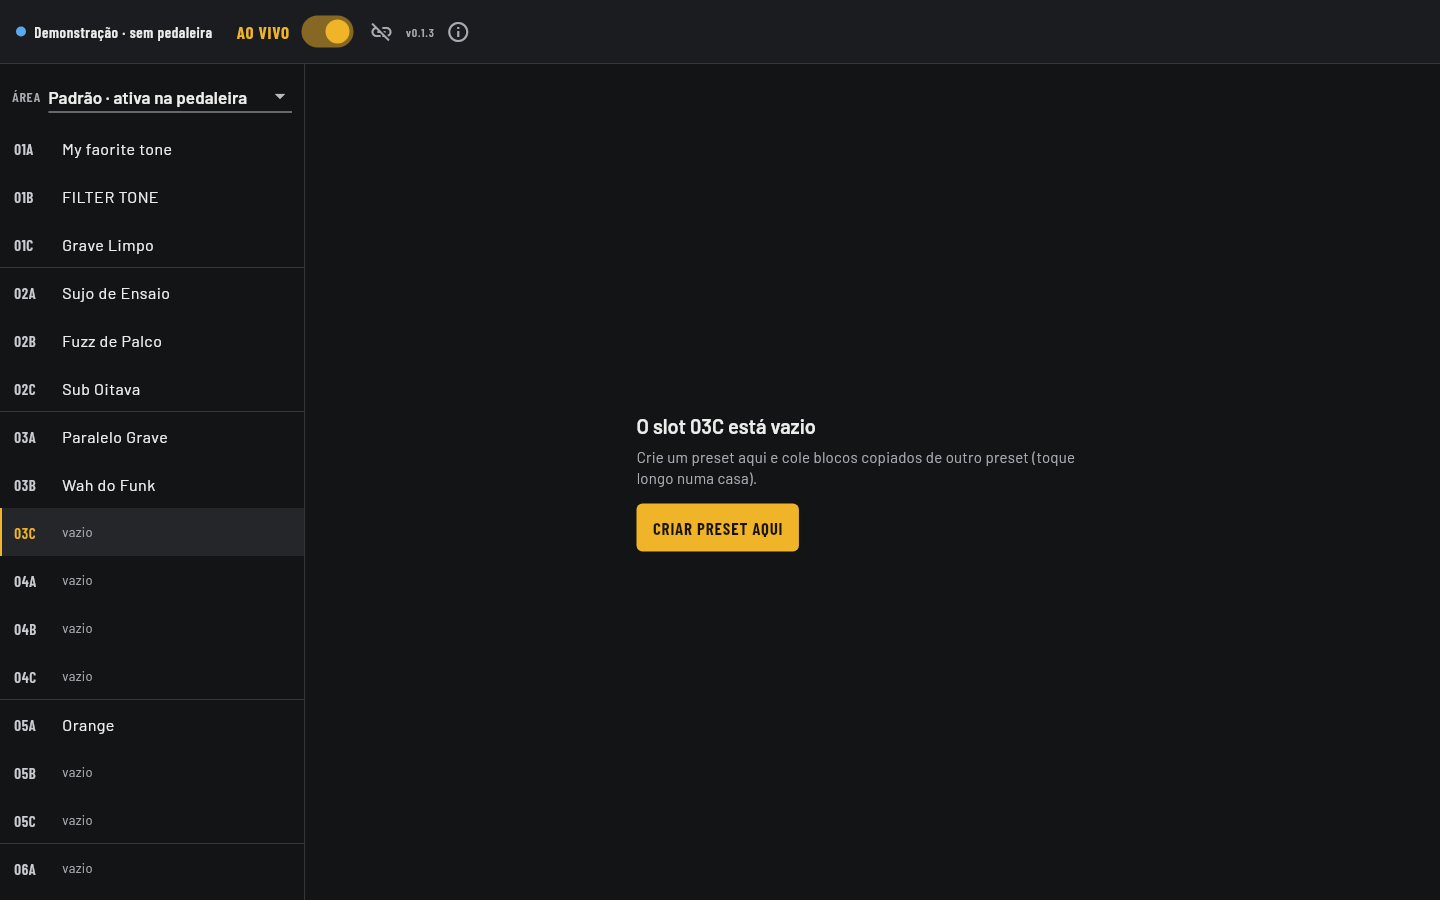 Demonstração · sem pedaleira
AO VIVO
v0.1.3
ÁREA
Padrão · ativa na pedaleira
01A My faorite tone
01B FILTER TONE
01C Grave Limpo
02A Sujo de Ensaio
02B Fuzz de Palco
02C Sub Oitava
03A Paralelo Grave
03B Wah do Funk
03C vazio
04A vazio
04B vazio
04C vazio
05A Orange
05B vazio
05C vazio
06A vazio
O slot 03C está vazio
Crie um preset aqui e cole blocos copiados de outro preset (toque
longo numa casa).
CRIAR PRESET AQUI